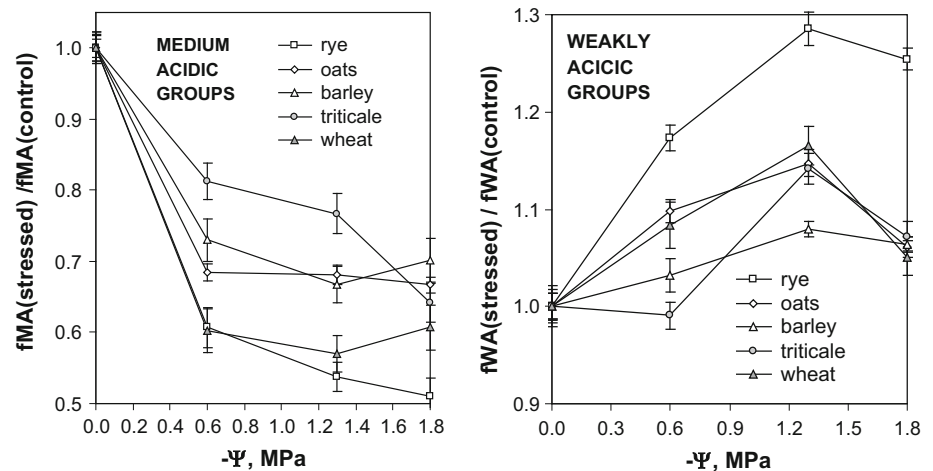 fMA(stressed) /fMA(control)
1.0
0.9
0.8
0.7
0.6
0.5
MEDIUM
ACIDIC
GROUPS
rye
oats
barley
triticale
wheat
0.0 0.2 0.4 0.6 0.8 1.0 1.2 1.4 1.6 1.8
-Ψ, MPa
fWA(stressed) / fWA(control)
1.3
1.2
1.1
1.0
0.9
WEAKLY
ACICIC
GROUPS
rye
oats
barley
triticale
wheat
0.0 0.3 0.6 0.9 1.2 1.5 1.8
-Ψ, MPa